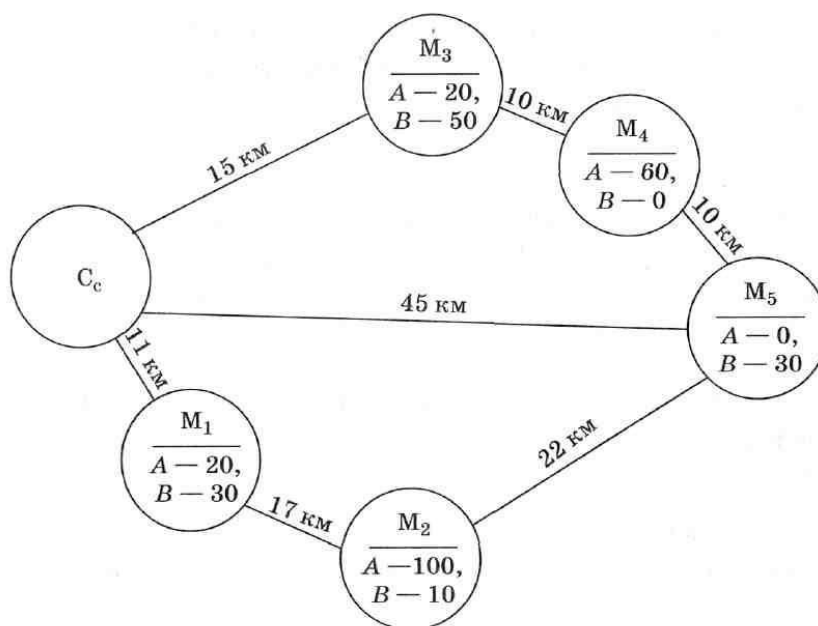 M₃
A — 20,
B — 50
10 км
M₄
A — 60,
B — 0
15 км
10 км
Cс
45 км
M₅
A — 0,
B — 30
11 км
M₁
A — 20,
B — 30
22 км
17 км
M₂
A —100,
B — 10